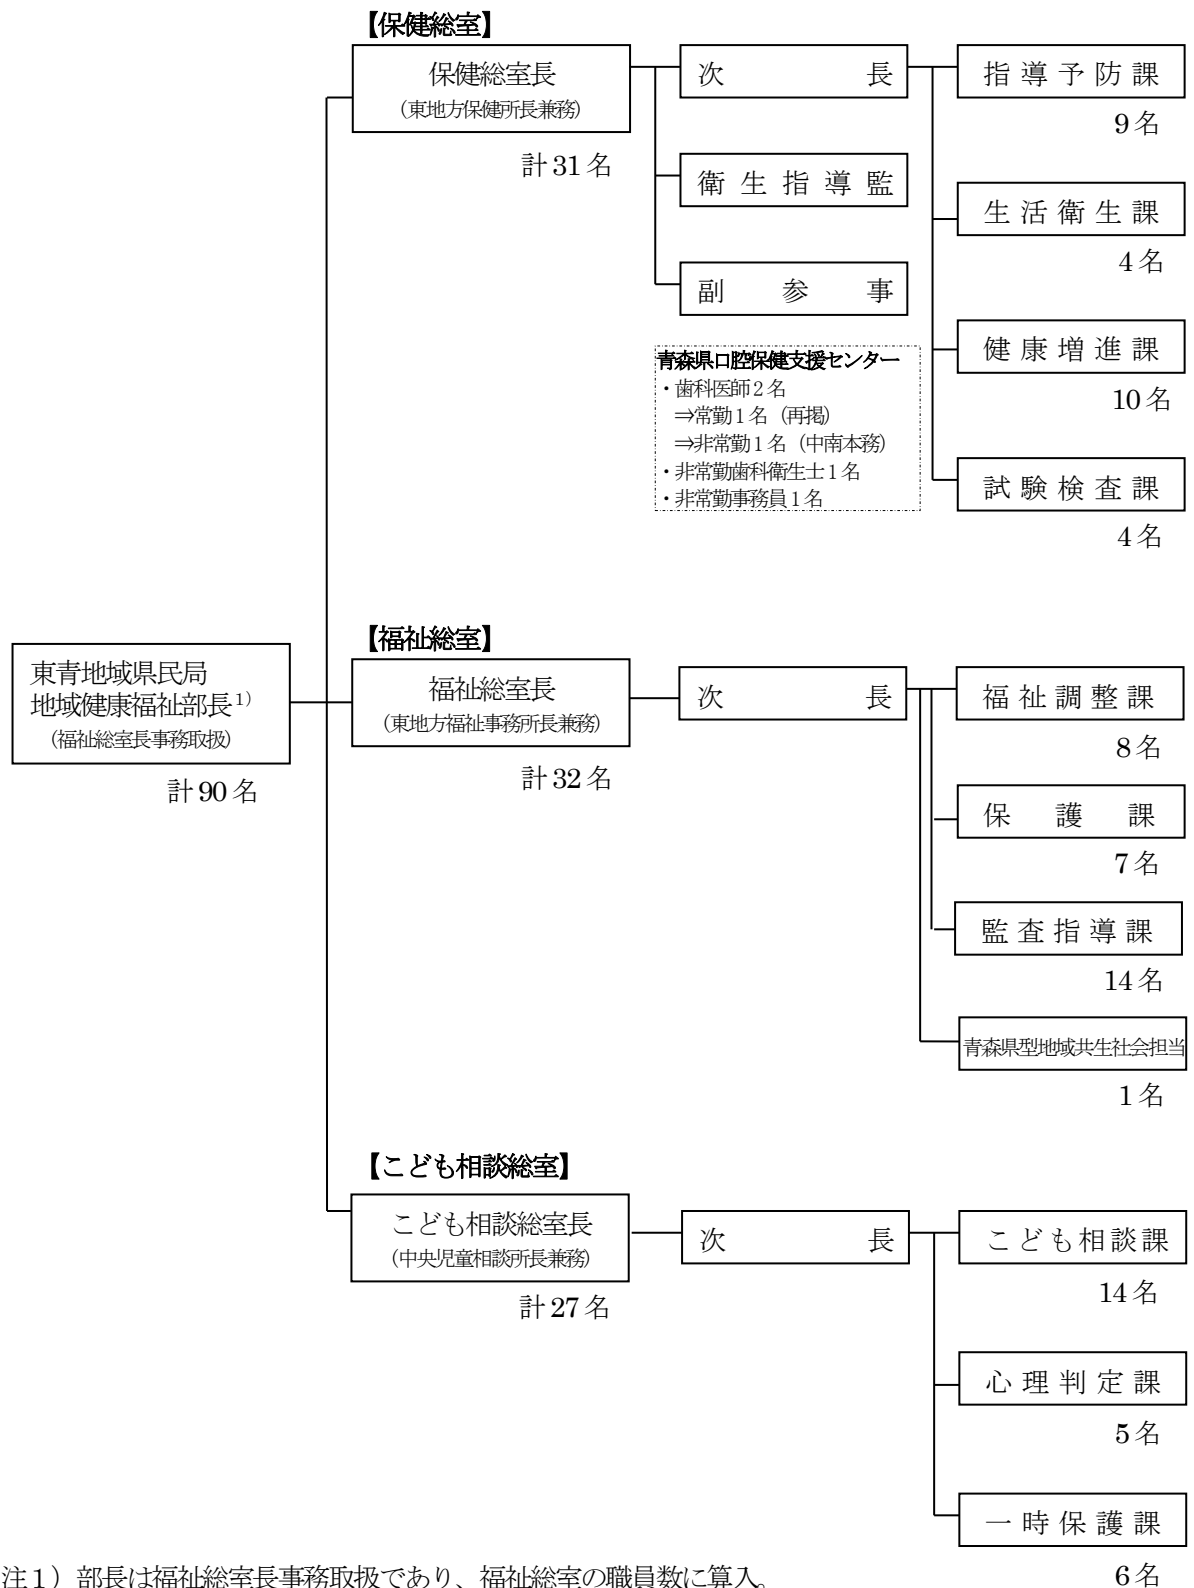 【保健総室】
保健総室長
(東地方保健所長兼務)
計31名
次長
衛生指導監
副参事
指導予防課
9名
生活衛生課
4名
健康増進課
10名
試験検査課
4名
青森県口腔保健支援センター
・歯科医師2名
⇒常勤1名(再掲)
⇒非常勤1名(中南本務)
・非常勤歯科衛生士1名
・非常勤事務員1名
東青地域県民局
地域健康福祉部長1)
(福祉総室長事務取扱)
計90名
【福祉総室】
福祉総室長
(東地方福祉事務所長兼務)
計32名
次長
福祉調整課
8名
保護課
7名
監査指導課
14名
青森県型地域共生社会担当
1名
【こども相談総室】
こども相談総室長
(中央児童相談所長兼務)
計27名
次長
こども相談課
14名
心理判定課
5名
一時保護課
6名
注1)部長は福祉総室長事務取扱であり、福祉総室の職員数に算入。